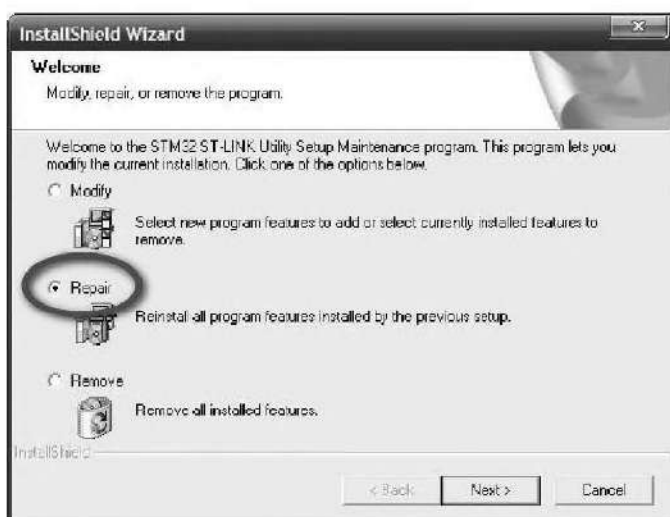 InstallShield Wizard
Welcome
Modify, repair, or remove the program.
Welcome to the STM32 ST-LINK Utility Setup Maintenance program. This program lets you
modify the current installation. Click one of the options below.
Modify
Select new program features to add or select currently installed features to
remove.
Repair
Reinstall all program features installed by the previous setup.
Remove
Remove all installed features.
InstallShield
< Back
Next >
Cancel